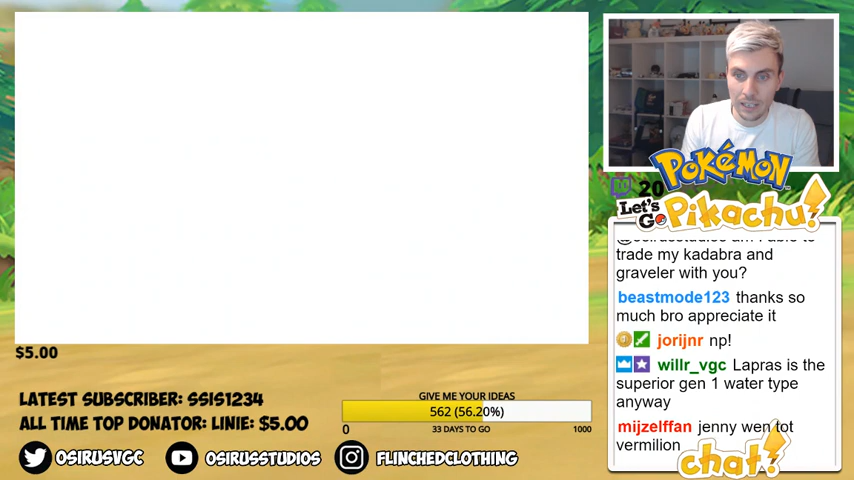 POKéMON
20
Let's
GO
Pikachu!
trade my kadabra and
graveler with you?
beastmode123 thanks so
much bro appreciate it
jorijnr np!
willr_vgc Lapras is the
superior gen 1 water type
anyway
mijzelffan jenny wen tot
vermilion
chat!
$5.00
LATEST SUBSCRIBER: SSIS1234
ALL TIME TOP DONATOR: LINIE: $5.00
GIVE ME YOUR IDEAS
562 (56.20%)
0 33 DAYS TO GO 1000
OSIRUSVGC OSIRUSSTUDIOS FLINCHEDCLOTHING